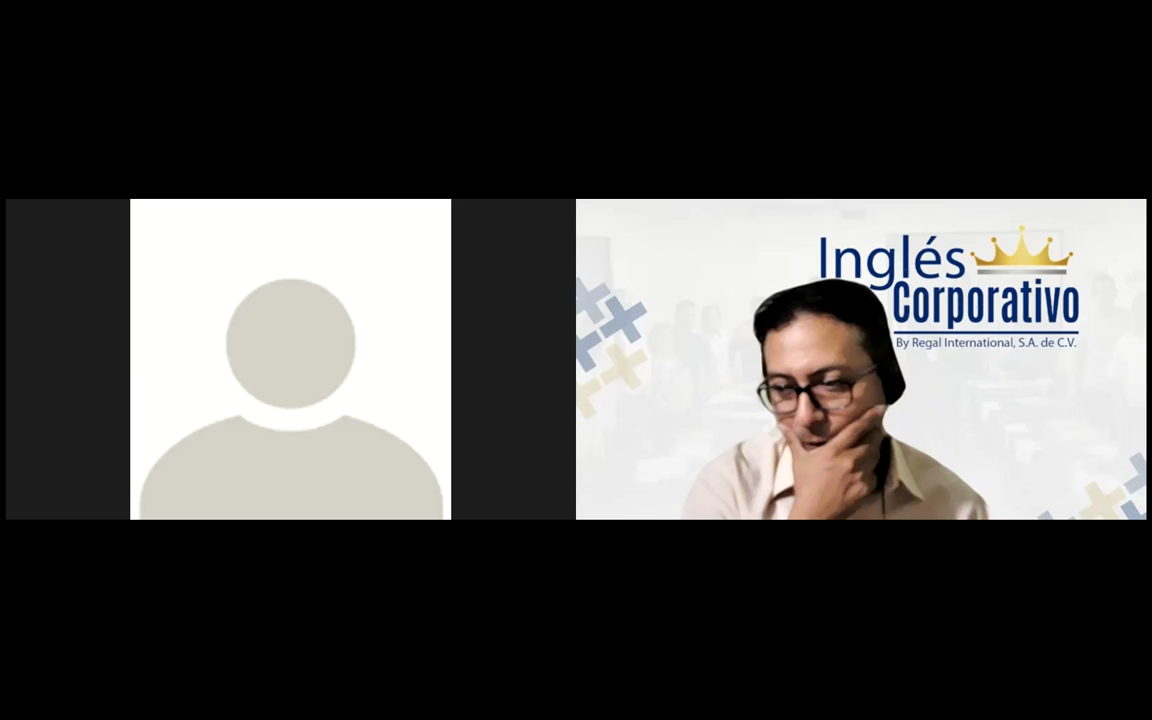 Inglés
Corporativo
By Regal International, S.A. de C.V.